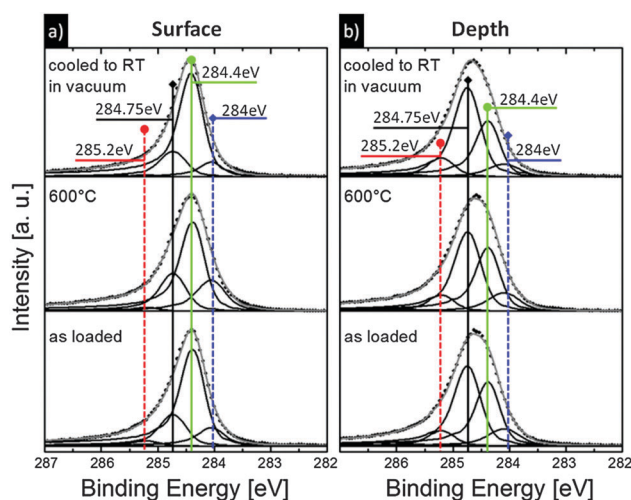 a) Surface
cooled to RT
in vacuum
284.4eV
284.75eV
284eV
285.2eV
600°C
as loaded
287 286 285 284 283 282
Binding Energy [eV]
Intensity [a. u.]
b) Depth
cooled to RT
in vacuum
284.4eV
284.75eV
284eV
285.2eV
600°C
as loaded
286 285 284 283 282
Binding Energy [eV]